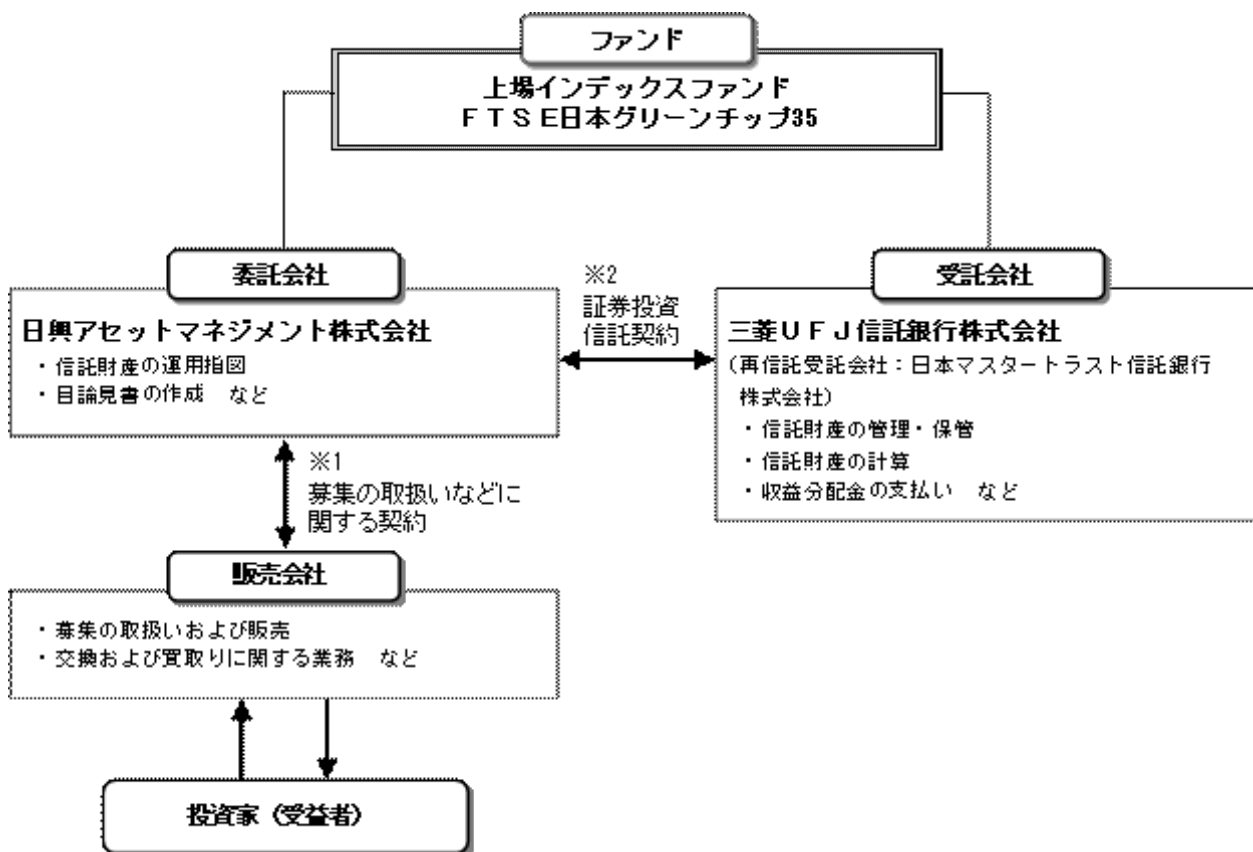 ファンド
上場インデックスファンド
ＦＴＳＥ日本グリーンチップ35
委託会社
日興アセットマネジメント株式会社
・信託財産の運用指図
・目論見書の作成　など
※2
証券投資
信託契約
受託会社
三菱ＵＦＪ信託銀行株式会社
(再信託受託会社：日本マスタートラスト信託銀行
株式会社)
・信託財産の管理・保管
・信託財産の計算
・収益分配金の支払い　など
※1
募集の取扱いなどに
関する契約
販売会社
・募集の取扱いおよび販売
・交換および買取りに関する業務　など
投資家（受益者）